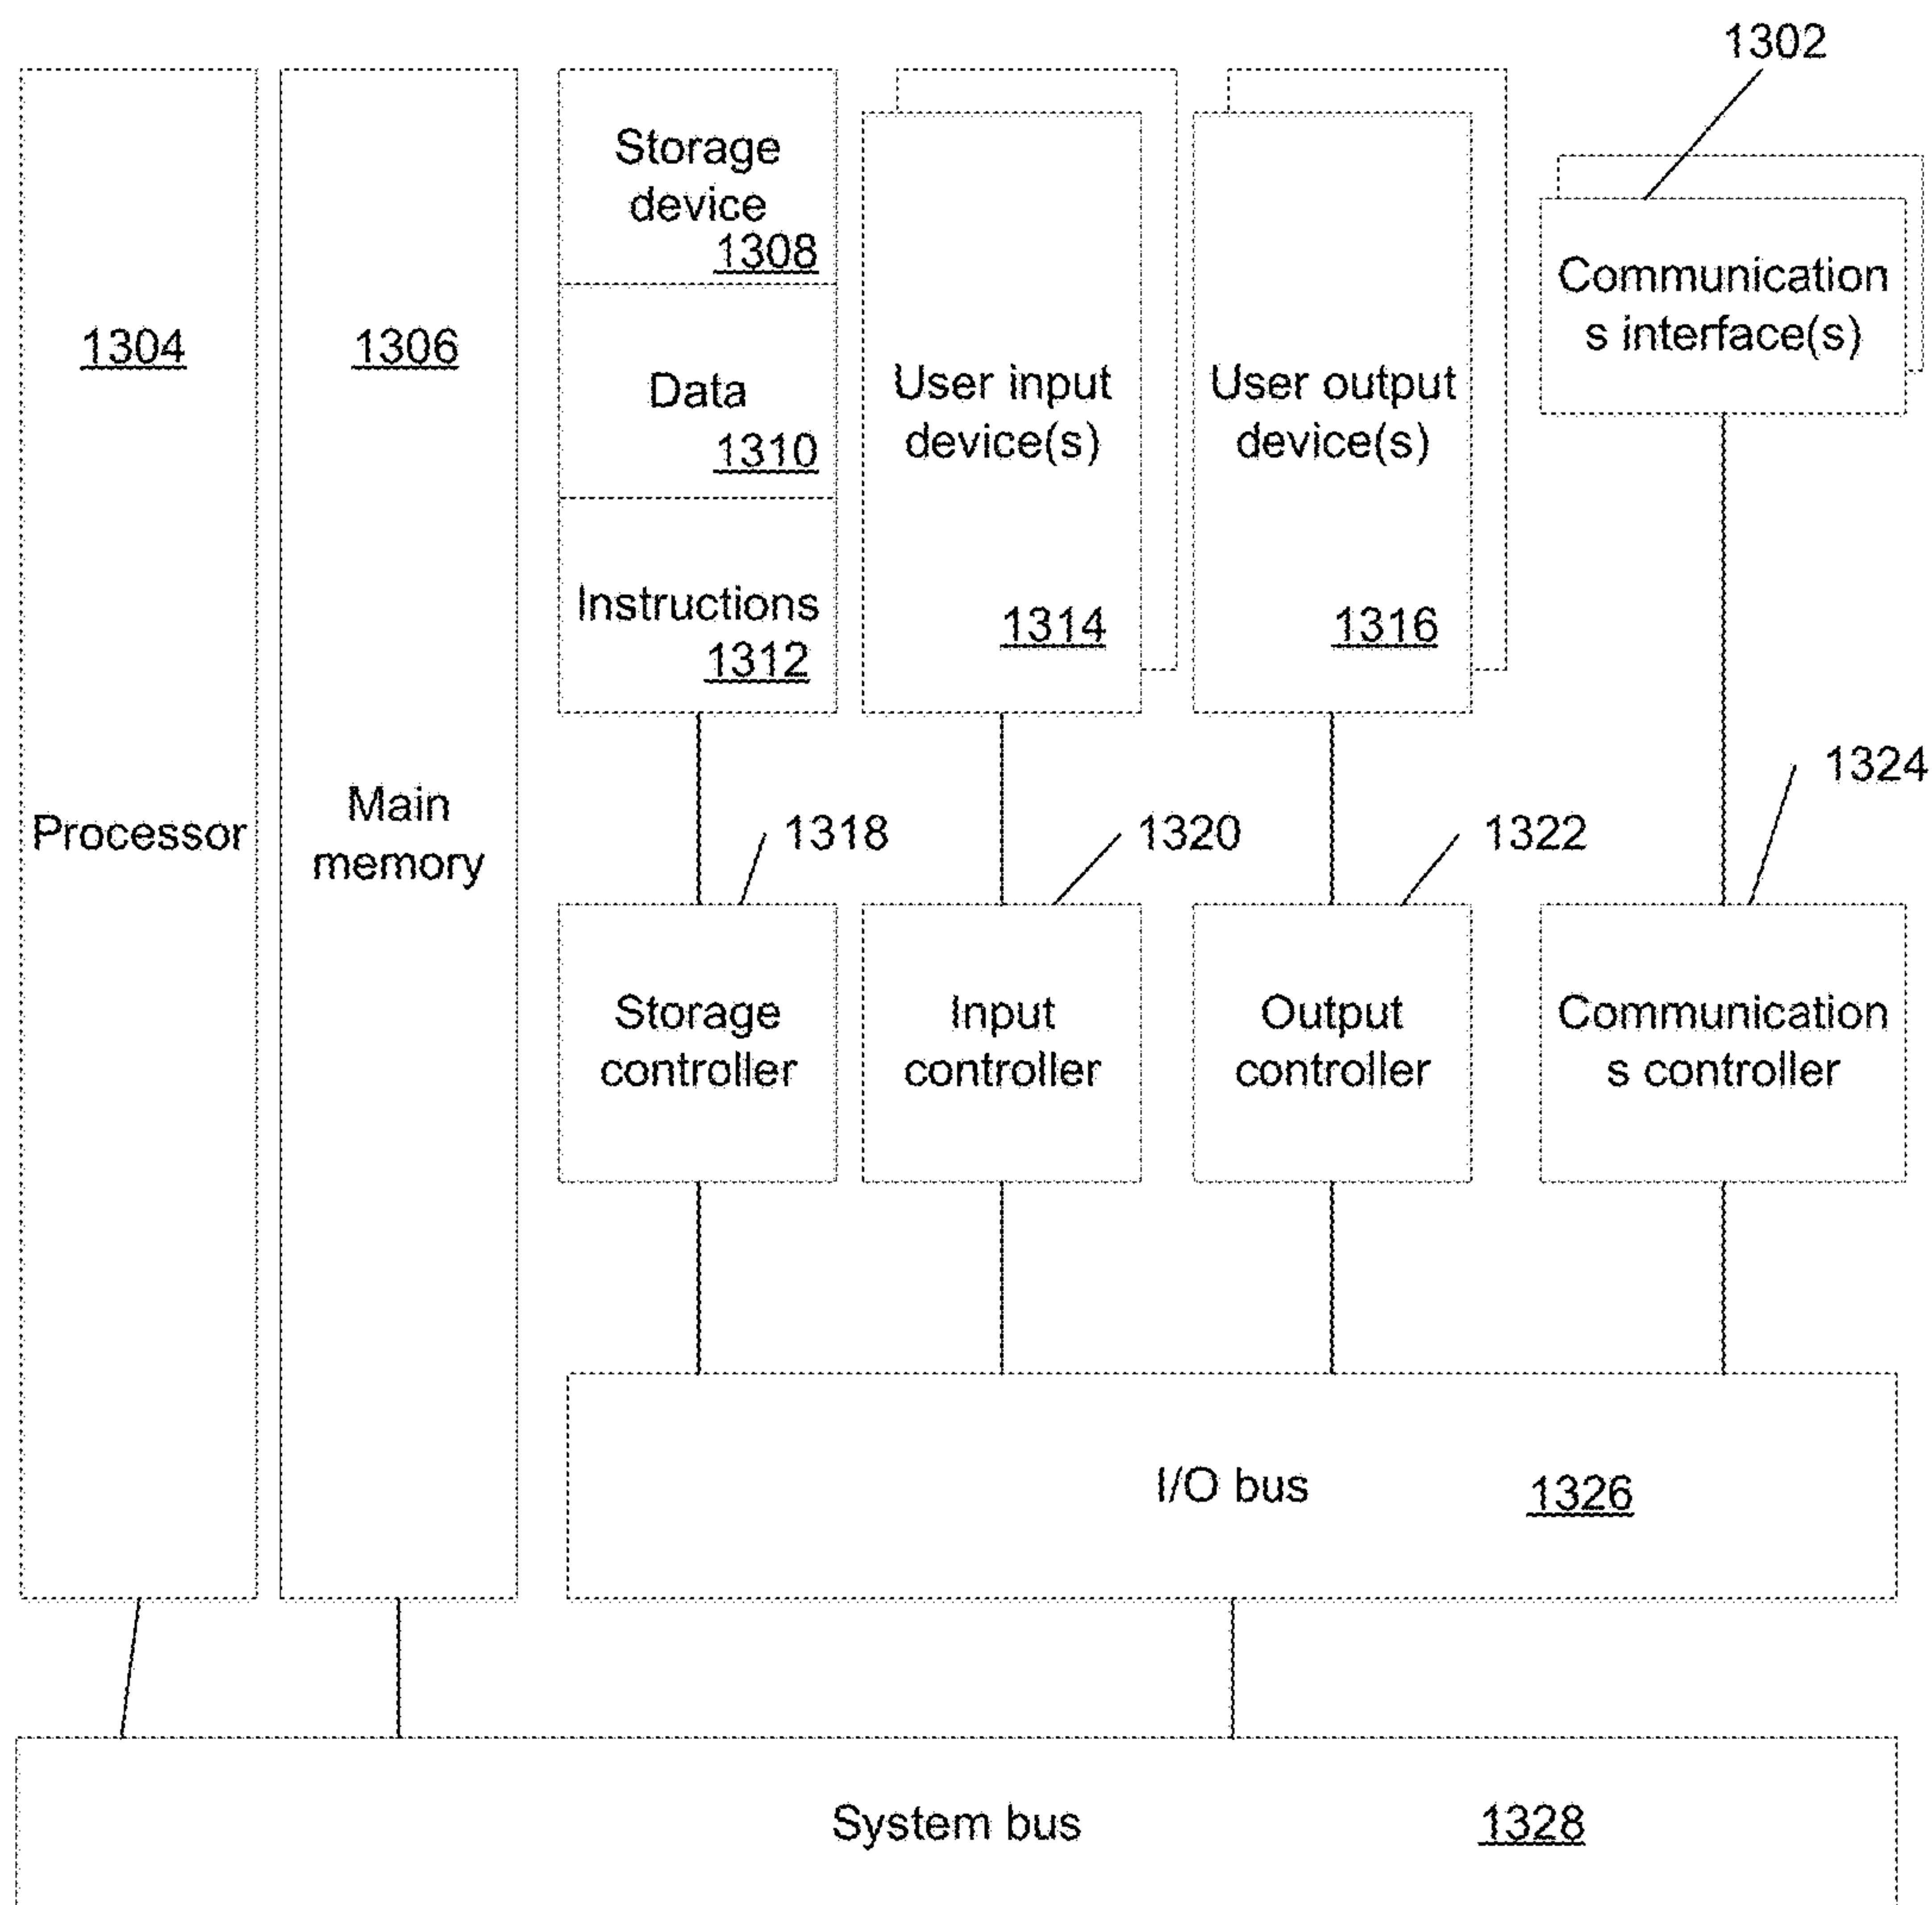 1302
Storage
device
1308
Communication
s interface(s)
1304
1306
Data
1310
User input
device(s)
User output
device(s)
Instructions
1312
1314
1316
1324
Processor
Main
memory
1318
1320
1322
Storage
controller
Input
controller
Output
controller
Communication
s controller
I/O bus
1326
System bus
1328